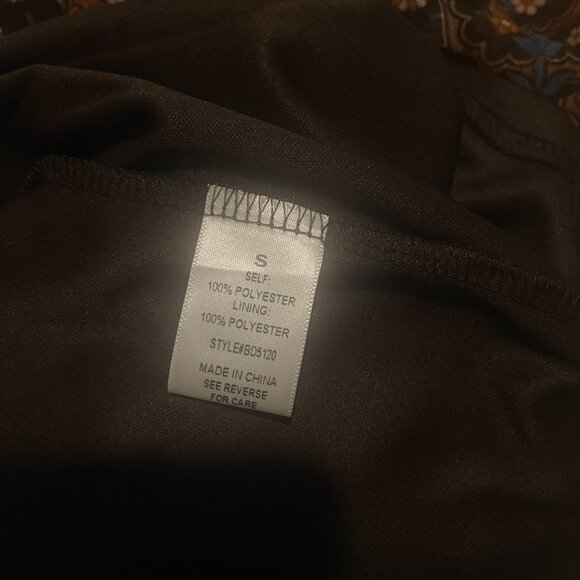 S
SELF:
100% POLYESTER
LINING:
100% POLYESTER
STYLE#BD5120
MADE IN CHINA
SEE REVERSE
FOR CARE